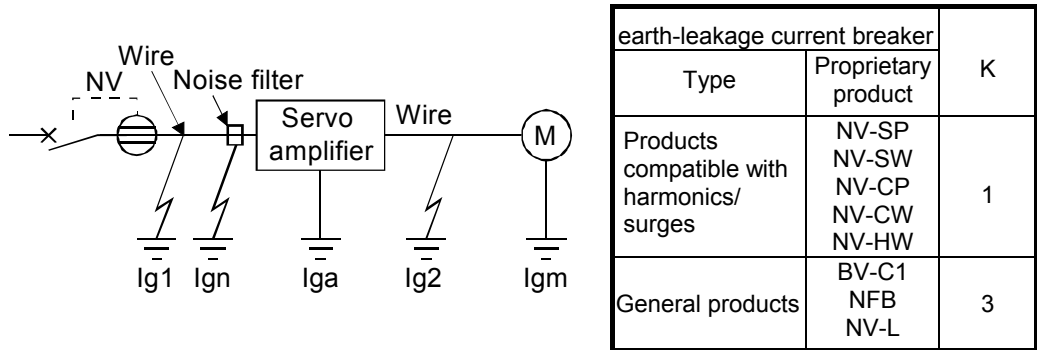 Wire
NV
Noise filter
Servo
amplifier
Wire
M
Ig1
Ign
Iga
Ig2
Igm
earth-leakage current breaker
K
Type
Proprietary
product
Products
compatible with
harmonics/
surges
NV-SP
NV-SW
NV-CP
NV-CW
NV-HW
1
General products
BV-C1
NFB
NV-L
3